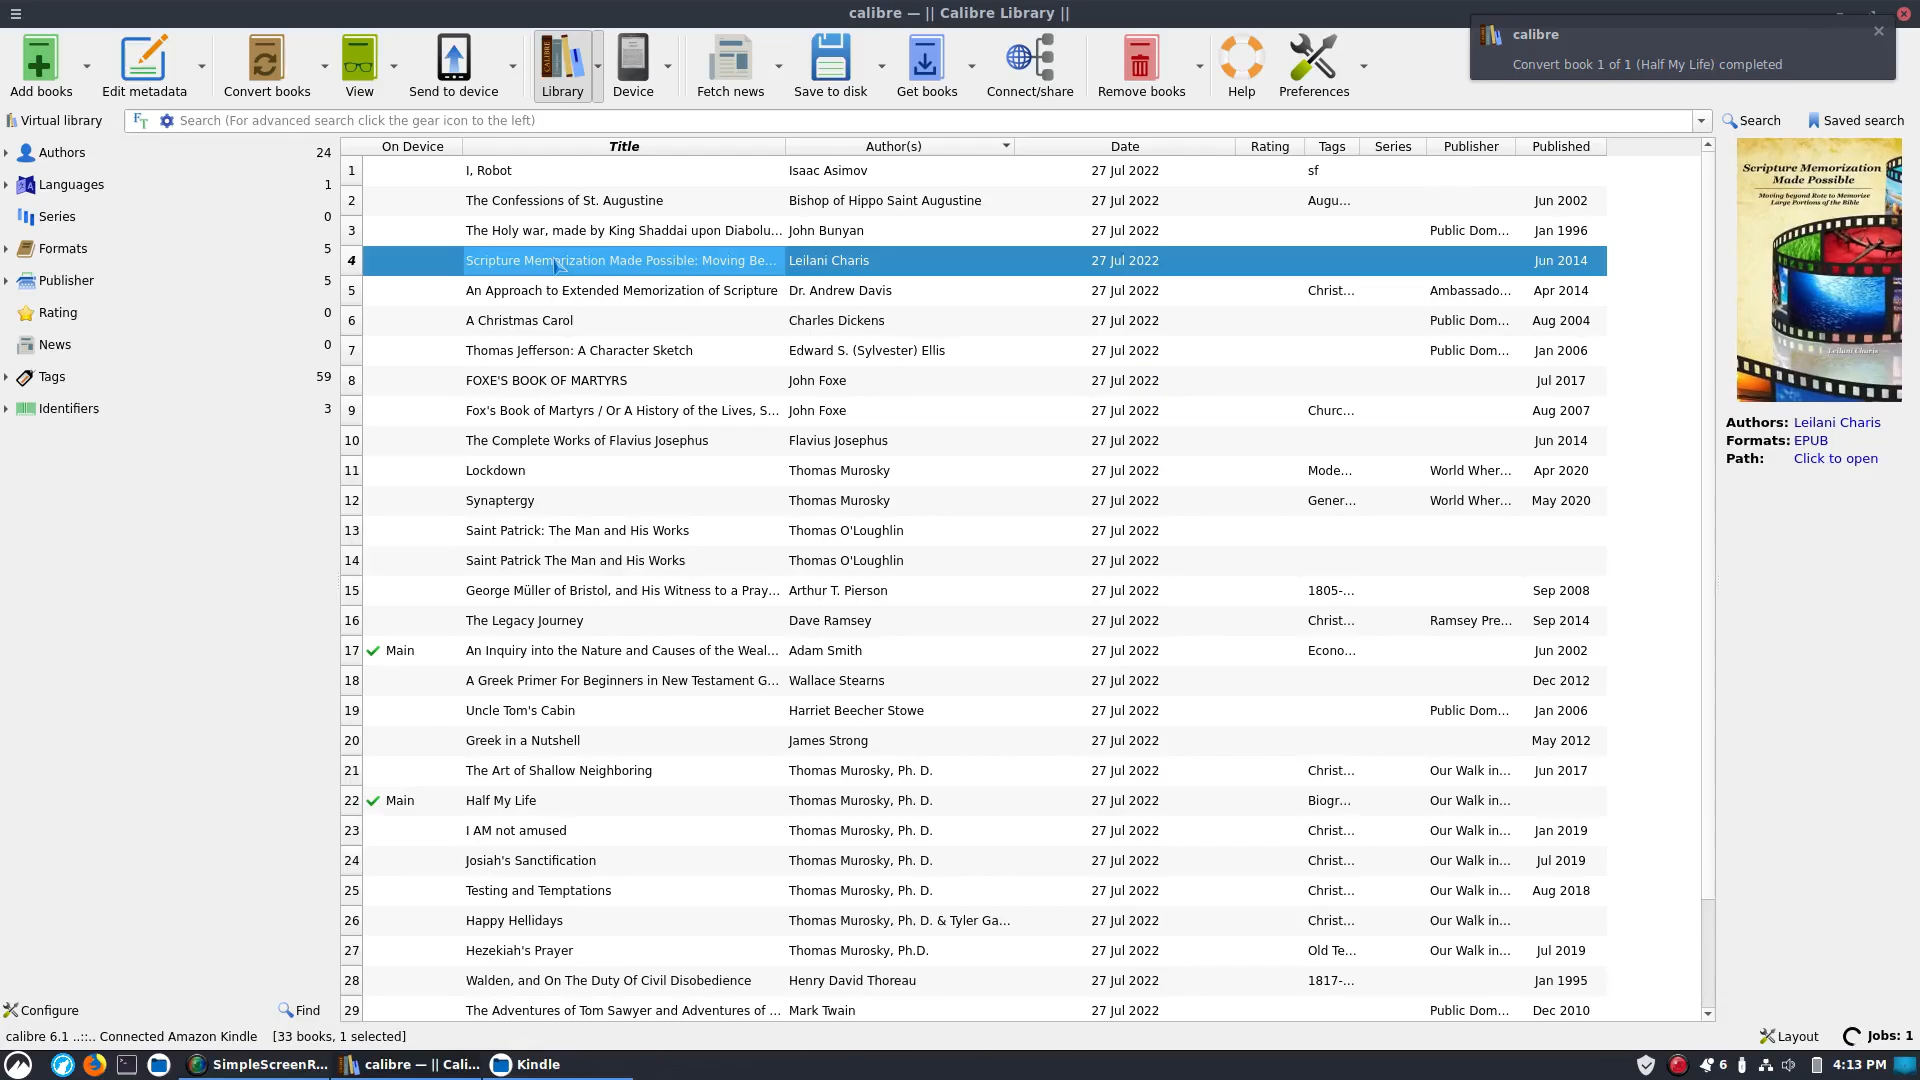 calibre — || Calibre Library ||
calibre
Convert book 1 of 1 (Half My Life) completed
Add books
Edit metadata
Convert books
View
Send to device
Library
Device
Fetch news
Save to disk
Get books
Connect/share
Remove books
Help
Preferences
Virtual library
Search (For advanced search click the gear icon to the left)
Search
Saved search
Authors 24
Languages 1
Series 0
Formats 5
Publisher 5
Rating 0
News 0
Tags 59
Identifiers 3
On Device Title Author(s) Date Rating Tags Series Publisher Published
1 I, Robot Isaac Asimov 27 Jul 2022 sf
2 The Confessions of St. Augustine Bishop of Hippo Saint Augustine 27 Jul 2022 Augu... Jun 2002
3 The Holy war, made by King Shaddai upon Diabolu... John Bunyan 27 Jul 2022 Public Dom... Jan 1996
4 Scripture Memorization Made Possible: Moving Be... Leilani Charis 27 Jul 2022 Jun 2014
5 An Approach to Extended Memorization of Scripture Dr. Andrew Davis 27 Jul 2022 Christ... Ambassado... Apr 2014
6 A Christmas Carol Charles Dickens 27 Jul 2022 Public Dom... Aug 2004
7 Thomas Jefferson: A Character Sketch Edward S. (Sylvester) Ellis 27 Jul 2022 Public Dom... Jan 2006
8 FOXE'S BOOK OF MARTYRS John Foxe 27 Jul 2022 Jul 2017
9 Fox's Book of Martyrs / Or A History of the Lives, S... John Foxe 27 Jul 2022 Churc... Aug 2007
10 The Complete Works of Flavius Josephus Flavius Josephus 27 Jul 2022 Jun 2014
11 Lockdown Thomas Murosky 27 Jul 2022 Mode... World Wher... Apr 2020
12 Synaptergy Thomas Murosky 27 Jul 2022 Gener... World Wher... May 2020
13 Saint Patrick: The Man and His Works Thomas O'Loughlin 27 Jul 2022
14 Saint Patrick The Man and His Works Thomas O'Loughlin 27 Jul 2022
15 George Müller of Bristol, and His Witness to a Pray... Arthur T. Pierson 27 Jul 2022 1805-... Sep 2008
16 The Legacy Journey Dave Ramsey 27 Jul 2022 Christ... Ramsey Pre... Sep 2014
17 Main An Inquiry into the Nature and Causes of the Weal... Adam Smith 27 Jul 2022 Econo... Jun 2002
18 A Greek Primer For Beginners in New Testament G... Wallace Stearns 27 Jul 2022 Dec 2012
19 Uncle Tom's Cabin Harriet Beecher Stowe 27 Jul 2022 Public Dom... Jan 2006
20 Greek in a Nutshell James Strong 27 Jul 2022 May 2012
21 The Art of Shallow Neighboring Thomas Murosky, Ph. D. 27 Jul 2022 Christ... Our Walk in... Jun 2017
22 Main Half My Life Thomas Murosky, Ph. D. 27 Jul 2022 Biogr... Our Walk in...
23 I AM not amused Thomas Murosky, Ph. D. 27 Jul 2022 Christ... Our Walk in... Jan 2019
24 Josiah's Sanctification Thomas Murosky, Ph. D. 27 Jul 2022 Christ... Our Walk in... Jul 2019
25 Testing and Temptations Thomas Murosky, Ph. D. 27 Jul 2022 Christ... Our Walk in... Aug 2018
26 Happy Hellidays Thomas Murosky, Ph. D. & Tyler Ga... 27 Jul 2022 Christ... Our Walk in...
27 Hezekiah's Prayer Thomas Murosky, Ph.D. 27 Jul 2022 Old Te... Our Walk in... Jul 2019
28 Walden, and On The Duty Of Civil Disobedience Henry David Thoreau 27 Jul 2022 1817-... Jan 1995
29 The Adventures of Tom Sawyer and Adventures of ... Mark Twain 27 Jul 2022 Public Dom... Dec 2010
Scripture Memorization
Made Possible
Moving beyond Rote to Memorize
Large Portions of the Bible
Leilani Charis
Authors: Leilani Charis
Formats: EPUB
Path: Click to open
Configure
Find
calibre 6.1 ..::.. Connected Amazon Kindle [33 books, 1 selected]
Layout
Jobs: 1
SimpleScreenR...
calibre — || Cali...
Kindle
6
4:13 PM